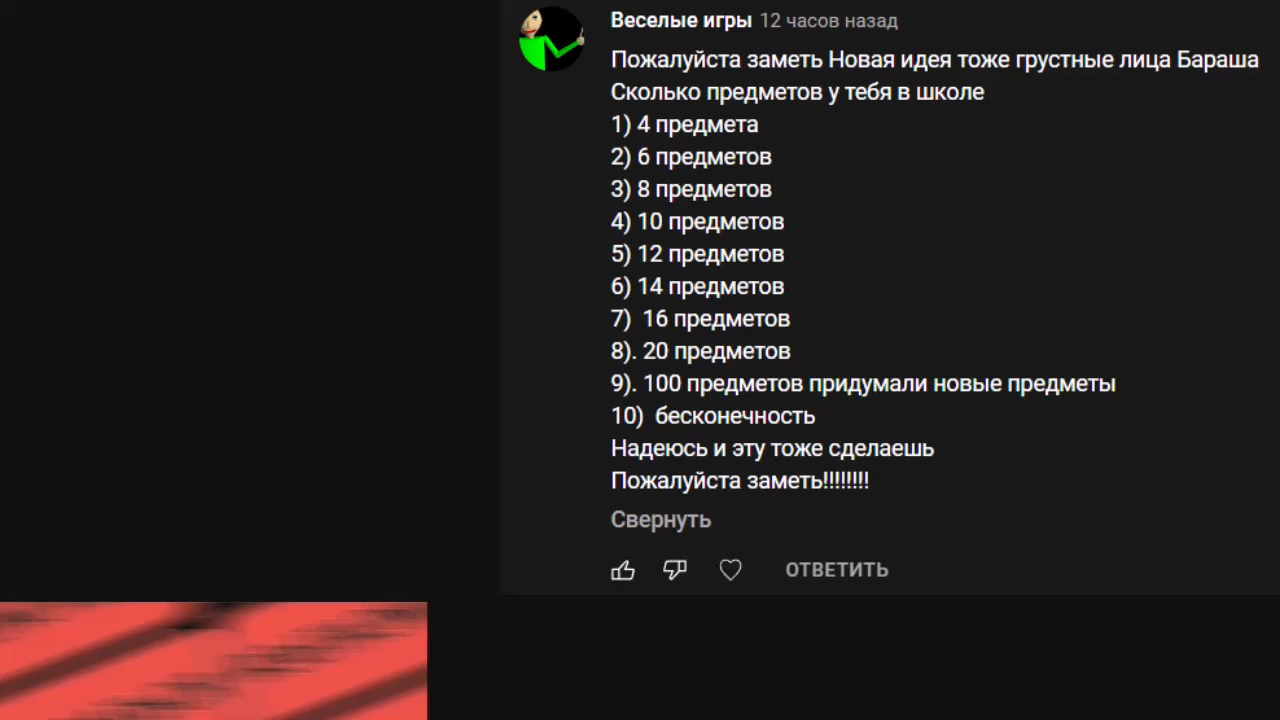 Веселые игры 12 часов назад
Пожалуйста заметь Новая идея тоже грустные лица Бараша
Сколько предметов у тебя в школе
1) 4 предмета
2) 6 предметов
3) 8 предметов
4) 10 предметов
5) 12 предметов
6) 14 предметов
7)  16 предметов
8). 20 предметов
9). 100 предметов придумали новые предметы
10)  бесконечность
Надеюсь и эту тоже сделаешь
Пожалуйста заметь!!!!!!!!
Свернуть
ОТВЕТИТЬ